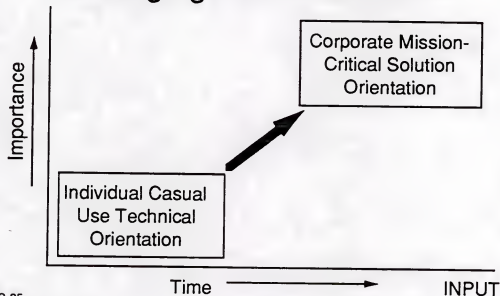 Importance
Corporate Mission-
Critical Solution
Orientation
Individual Casual
Use Technical
Orientation
Time
INPUT